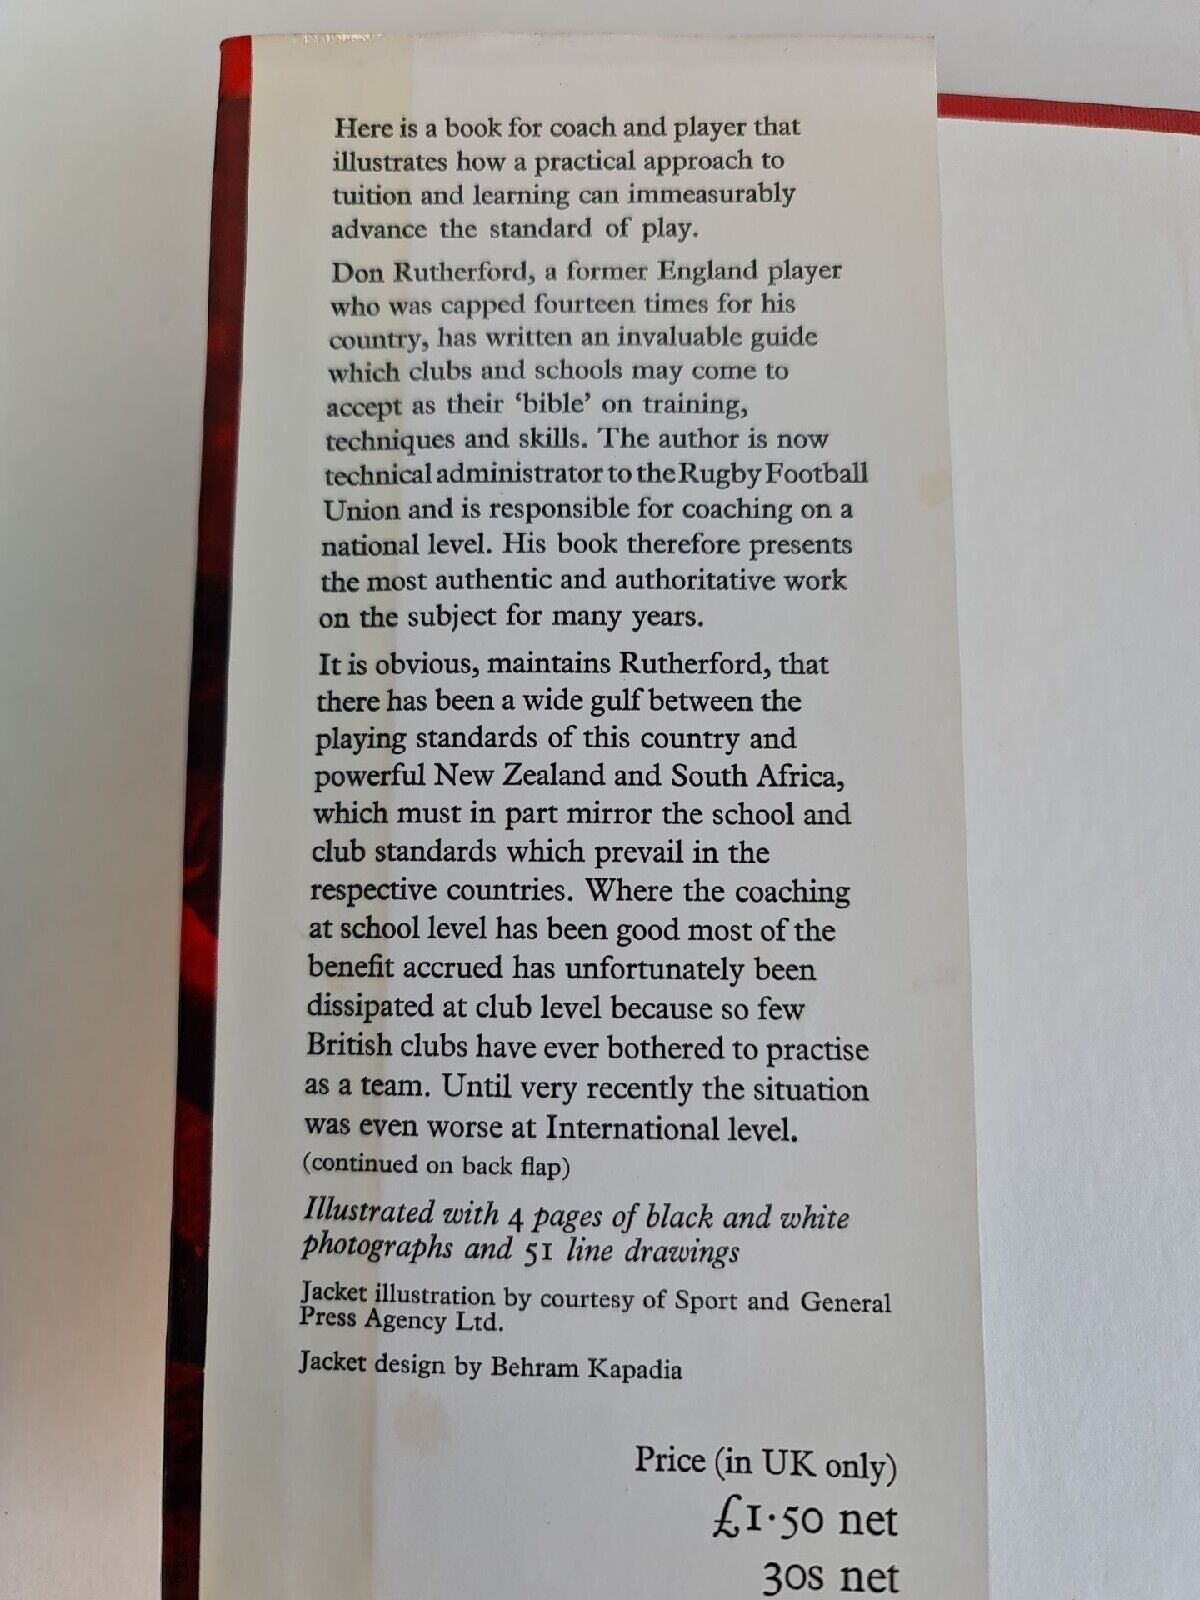 Here is a book for coach and player that
illustrates how a practical approach to
tuition and learning can immeasurably
advance the standard of play.
Don Rutherford, a former England player
who was capped fourteen times for his
country, has written an invaluable guide
which clubs and schools may come to
accept as their ‘bible’ on training,
techniques and skills. The author is now
technical administrator to the Rugby Football
Union and is responsible for coaching on a
national level. His book therefore presents
the most authentic and authoritative work
on the subject for many years.
It is obvious, maintains Rutherford, that
there has been a wide gulf between the
playing standards of this country and
powerful New Zealand and South Africa,
which must in part mirror the school and
club standards which prevail in the
respective countries. Where the coaching
at school level has been good most of the
benefit accrued has unfortunately been
dissipated at club level because so few
British clubs have ever bothered to practise
as a team. Until very recently the situation
was even worse at International level.
(continued on back flap)
Illustrated with 4 pages of black and white
photographs and 51 line drawings
Jacket illustration by courtesy of Sport and General
Press Agency Ltd.
Jacket design by Behram Kapadia
Price (in UK only)
£1·50 net
30s net